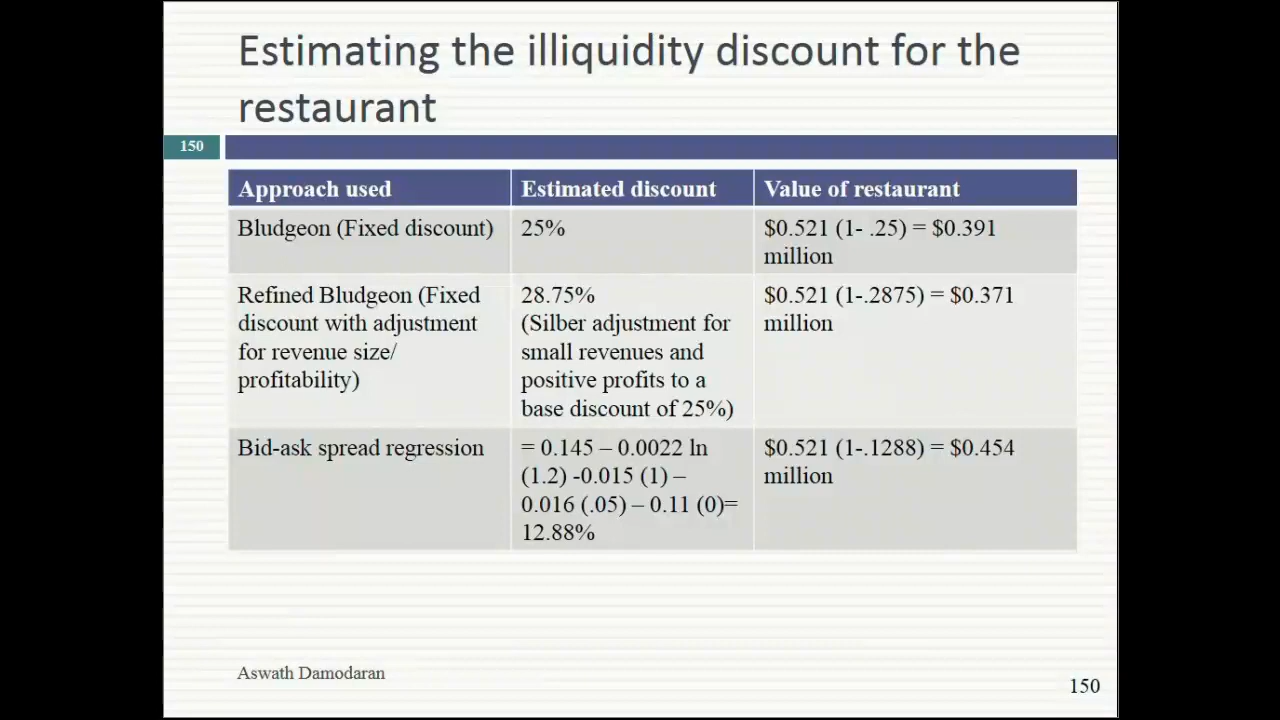 Estimating the illiquidity discount for the
restaurant
150
Approach used
Estimated discount
Value of restaurant
Bludgeon (Fixed discount)
25%
$0.521 (1- .25) = $0.391
million
Refined Bludgeon (Fixed
discount with adjustment
for revenue size/
profitability)
28.75%
(Silber adjustment for
small revenues and
positive profits to a
base discount of 25%)
$0.521 (1-.2875) = $0.371
million
Bid-ask spread regression
= 0.145 – 0.0022 ln
(1.2) -0.015 (1) –
0.016 (.05) – 0.11 (0)=
12.88%
$0.521 (1-.1288) = $0.454
million
Aswath Damodaran
150